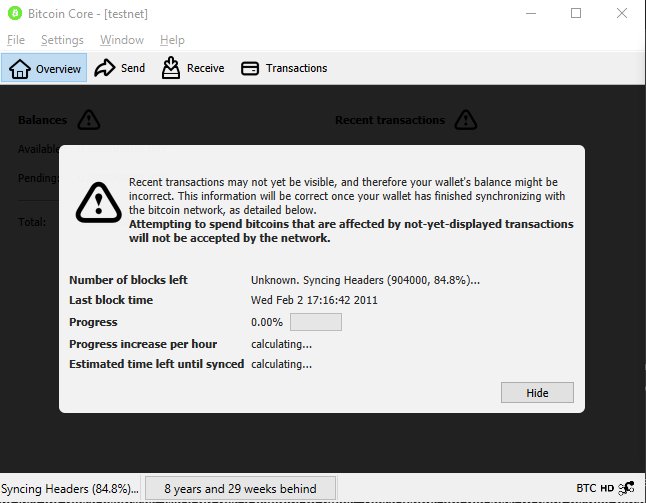 Bitcoin Core - [testnet]
File Settings Window Help
Overview Send Receive Transactions
Balances Recent transactions
Available
Pending:
Total:
Recent transactions may not yet be visible, and therefore your wallet's balance might be
incorrect. This information will be correct once your wallet has finished synchronizing with
the bitcoin network, as detailed below.
Attempting to spend bitcoins that are affected by not-yet-displayed transactions
will not be accepted by the network.
Number of blocks left Unknown. Syncing Headers (904000, 84.8%)...
Last block time Wed Feb 2 17:16:42 2011
Progress 0.00%
Progress increase per hour calculating...
Estimated time left until synced calculating...
Hide
Syncing Headers (84.8%)... 8 years and 29 weeks behind BTC HD